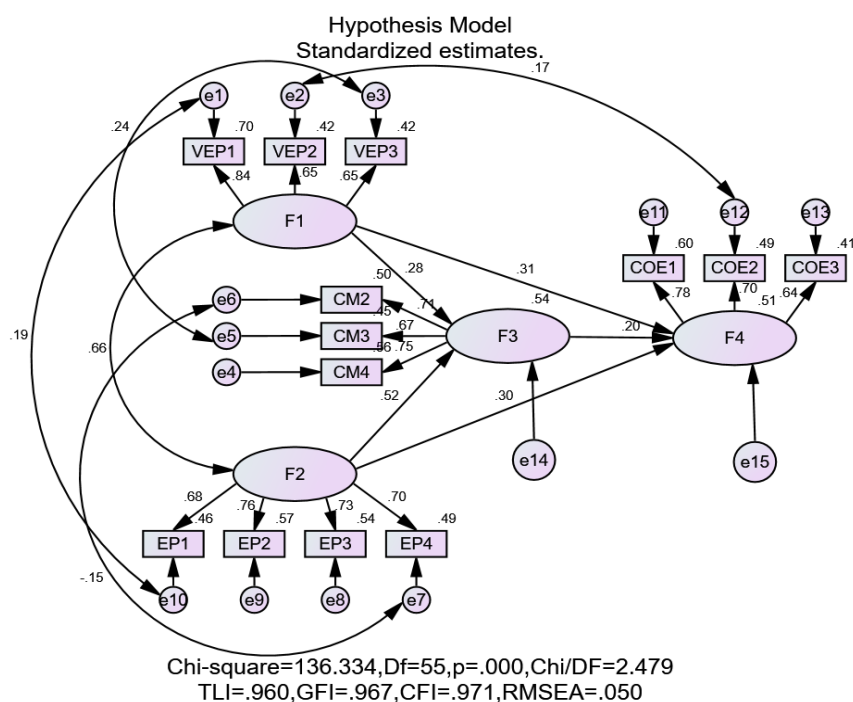 Hypothesis Model
Standardized estimates.
.17
e1 e2 e3
.24 .70 .42 .42
VEP1 VEP2 VEP3
.84 .65 .65
e11 e12 e13
F1
.60 .49 .41
COE1 COE2 COE3
.50 .28 .31
.78 .70 .51 .64
e6 CM2 .71 .54
.45
e5 CM3 .67 F3 .20 F4
.19 .66 .56 .75
e4 CM4
.52 .30
e14 e15
F2
.68 .76 .73 .70
.46 .57 .54 .49
EP1 EP2 EP3 EP4
-.15
e10 e9 e8 e7
Chi-square=136.334,Df=55,p=.000,Chi/DF=2.479
TLI=.960,GFI=.967,CFI=.971,RMSEA=.050